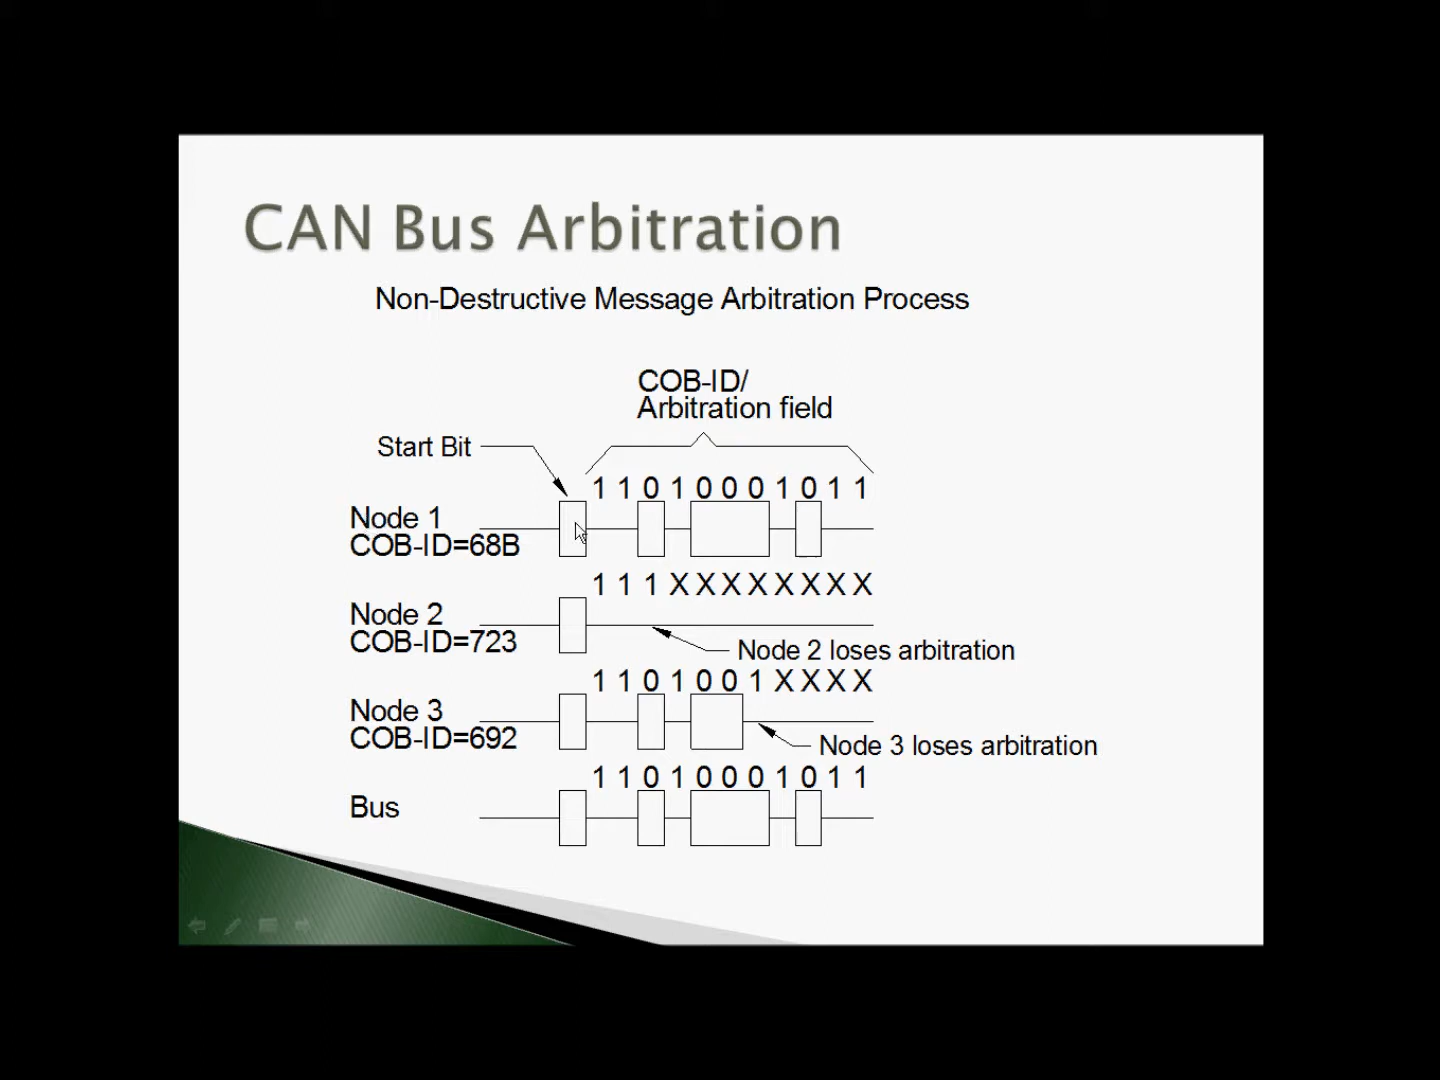 CAN Bus Arbitration
Non-Destructive Message Arbitration Process
COB-ID/
Arbitration field
Start Bit
1 1 0 1 0 0 0 1 0 1 1
Node 1
COB-ID=68B
1 1 1 X X X X X X X X
Node 2
COB-ID=723
Node 2 loses arbitration
1 1 0 1 0 0 1 X X X X
Node 3
COB-ID=692
Node 3 loses arbitration
1 1 0 1 0 0 0 1 0 1 1
Bus